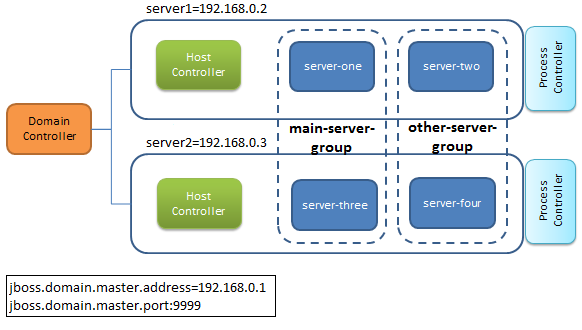 server1=192.168.0.2
Host
Controller
server-one
server-two
Process
Controller
Domain
Controller
main-server-
group
other-server-
group
server2=192.168.0.3
Host
Controller
server-three
server-four
Process
Controller
jboss.domain.master.address=192.168.0.1
jboss.domain.master.port:9999